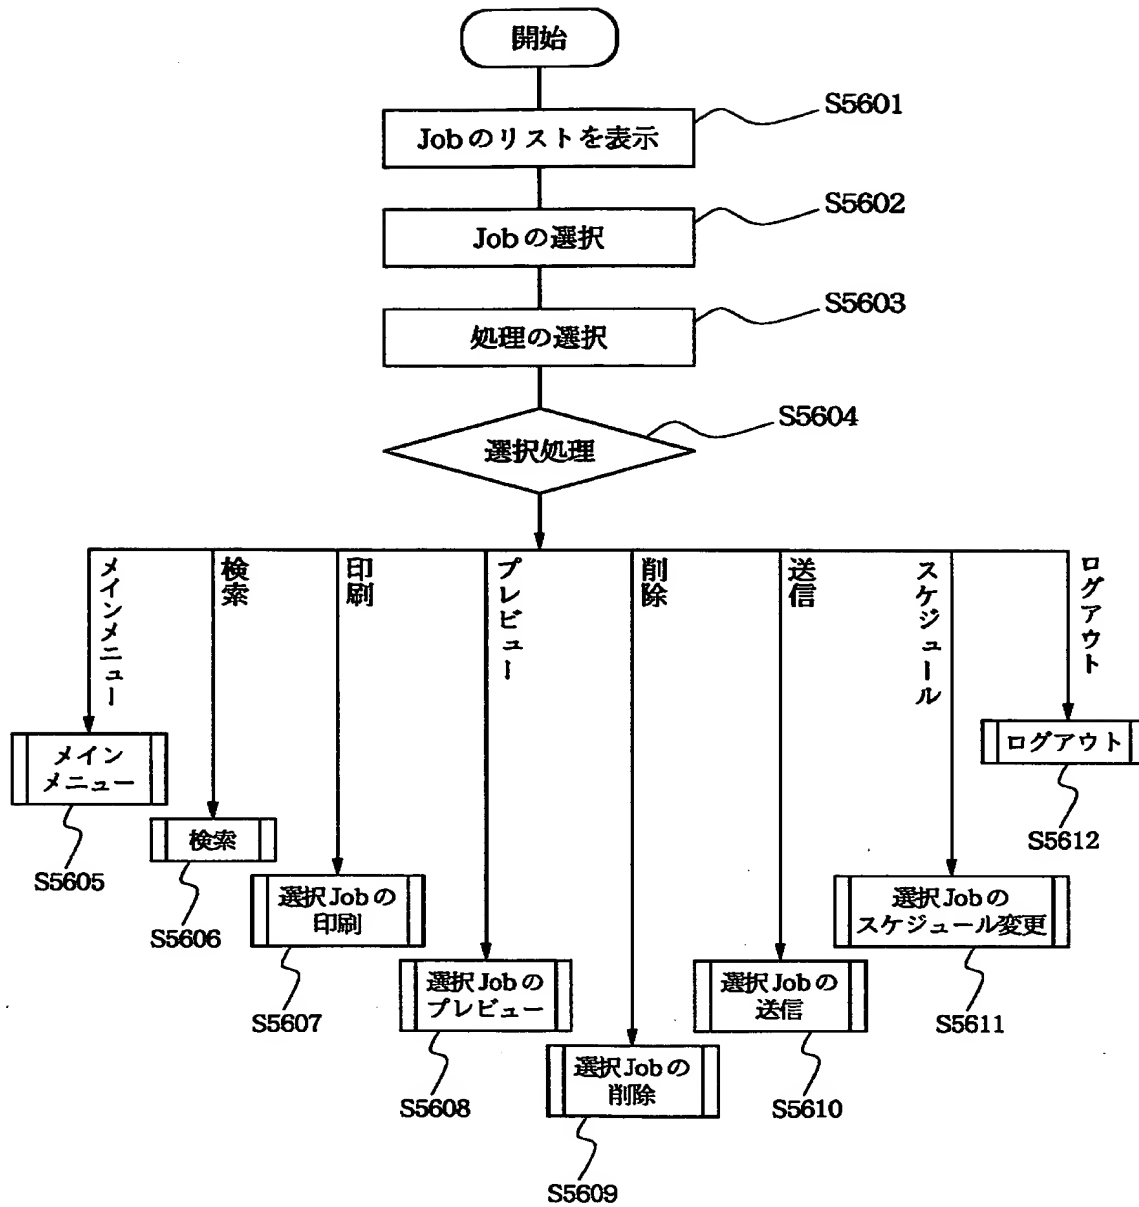 開始
Jobのリストを表示
S5601
Jobの選択
S5602
処理の選択
S5603
選択処理
S5604
メインメニュー
検索
印刷
プレビュー
削除
送信
スケジュール
ログアウト
メイン
メニュー
S5605
検索
S5606
選択Jobの
印刷
S5607
選択Jobの
プレビュー
S5608
選択Jobの
削除
S5609
選択Jobの
送信
S5610
選択Jobの
スケジュール変更
S5611
ログアウト
S5612